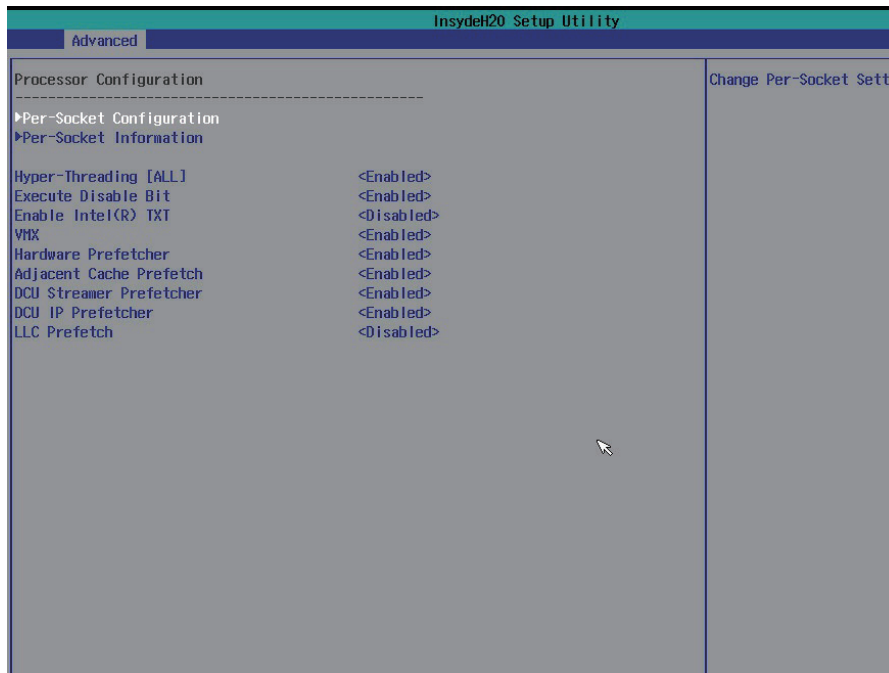 InsydeH2O Setup Utility
Advanced
Processor Configuration
--------------------------------------------------
Change Per-Socket Sett
▶Per-Socket Configuration
▶Per-Socket Information
Hyper-Threading [ALL] <Enabled>
Execute Disable Bit <Enabled>
Enable Intel(R) TXT <Disabled>
VMX <Enabled>
Hardware Prefetcher <Enabled>
Adjacent Cache Prefetch <Enabled>
DCU Streamer Prefetcher <Enabled>
DCU IP Prefetcher <Enabled>
LLC Prefetch <Disabled>